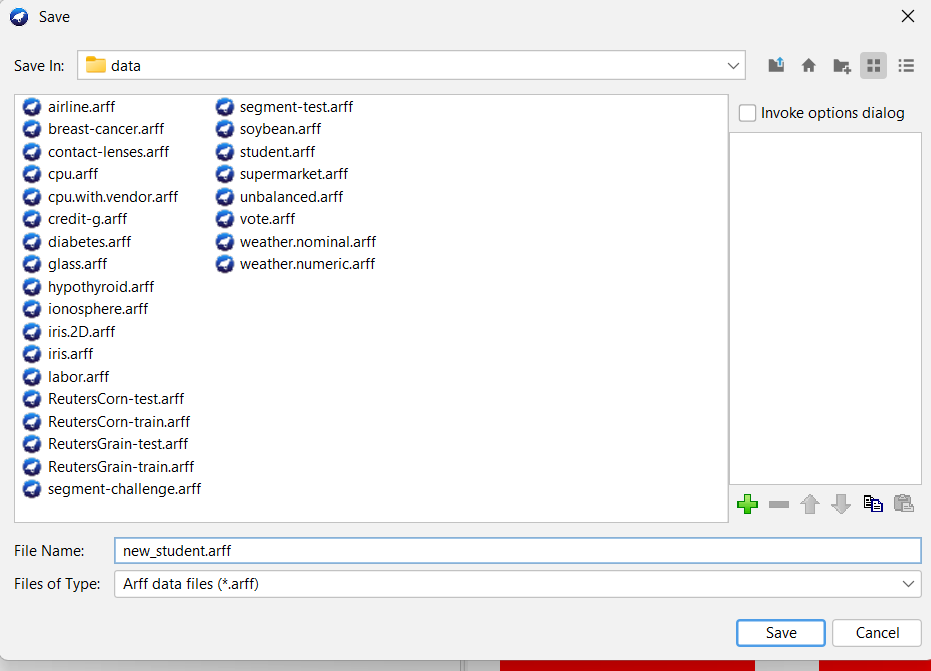 Save
Save In: data
Invoke options dialog
airline.arff
breast-cancer.arff
contact-lenses.arff
cpu.arff
cpu.with.vendor.arff
credit-g.arff
diabetes.arff
glass.arff
hypothyroid.arff
ionosphere.arff
iris.2D.arff
iris.arff
labor.arff
ReutersCorn-test.arff
ReutersCorn-train.arff
ReutersGrain-test.arff
ReutersGrain-train.arff
segment-challenge.arff
segment-test.arff
soybean.arff
student.arff
supermarket.arff
unbalanced.arff
vote.arff
weather.nominal.arff
weather.numeric.arff
File Name: new_student.arff
Files of Type: Arff data files (*.arff)
Save Cancel